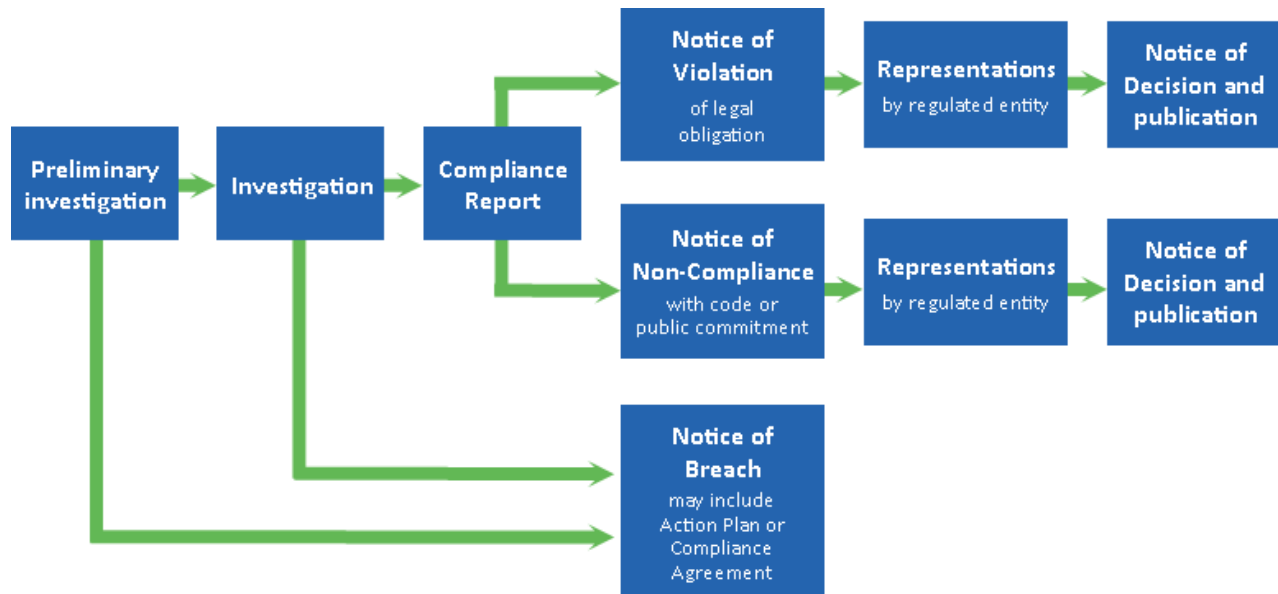 Preliminary
investigation
Investigation
Compliance
Report
Notice of
Violation
of legal
obligation
Representations
by regulated entity
Notice of
Decision and
publication
Notice of
Non-Compliance
with code or
public commitment
Representations
by regulated entity
Notice of
Decision and
publication
Notice of
Breach
may include
Action Plan or
Compliance
Agreement